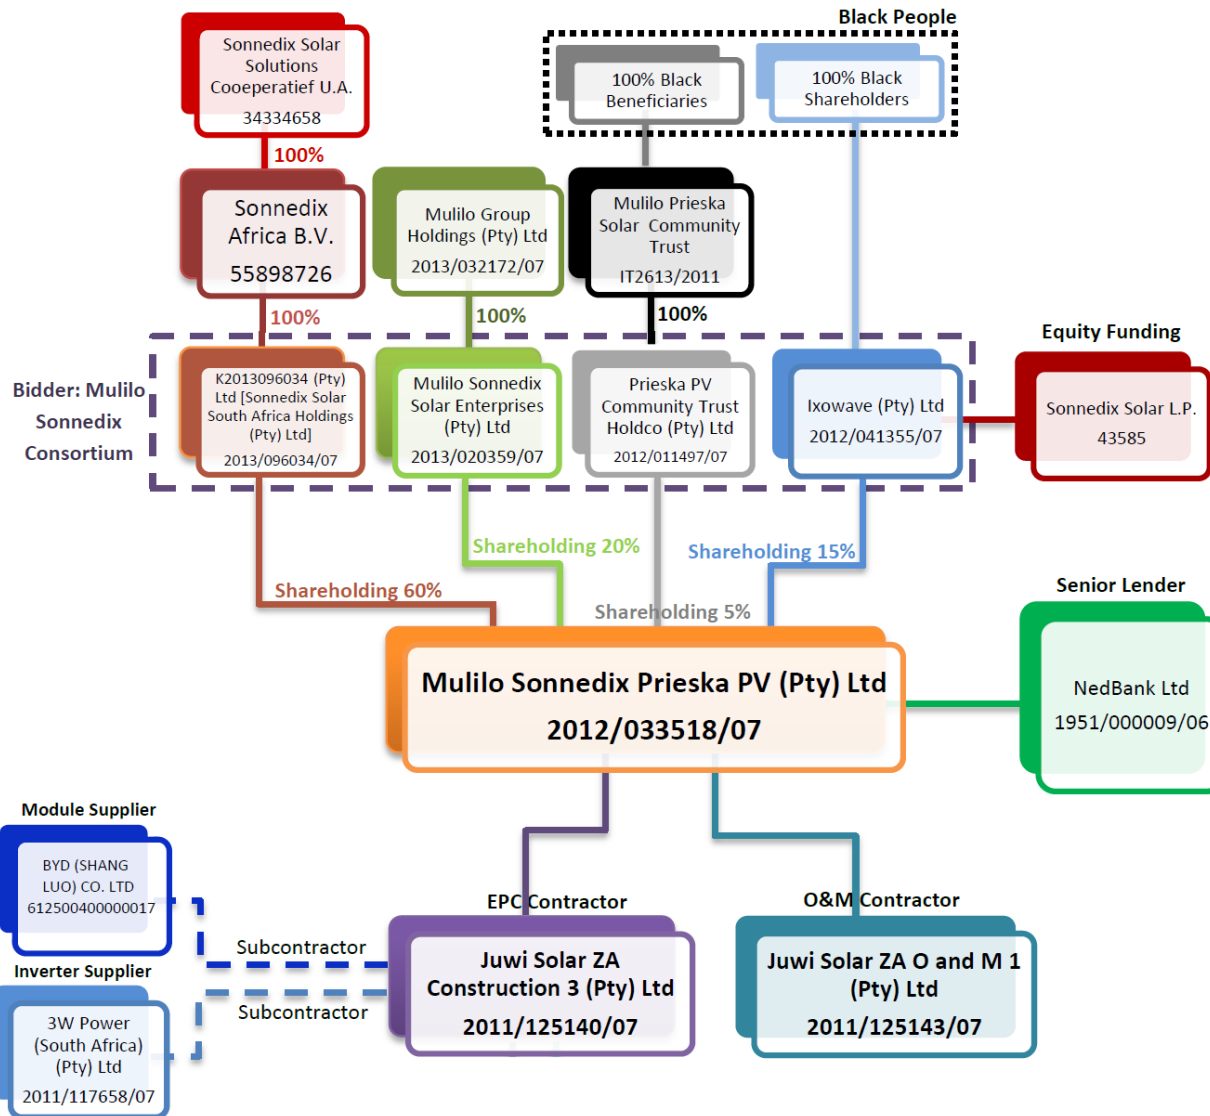 Black People
Sonnedix Solar
Solutions
Cooeperatief U.A.
34334658
100% Black
Beneficiaries
100% Black
Shareholders
100%
Sonnedix
Africa B.V.
55898726
Mulilo Group
Holdings (Pty) Ltd
2013/032172/07
Mulilo Prieska
Solar Community
Trust
IT2613/2011
100%
100%
100%
Bidder: Mulilo
Sonnedix
Consortium
K2013096034 (Pty)
Ltd [Sonnedix Solar
South Africa Holdings
(Pty) Ltd]
2013/096034/07
Mulilo Sonnedix
Solar Enterprises
(Pty) Ltd
2013/020359/07
Prieska PV
Community Trust
Holdco (Pty) Ltd
2012/011497/07
Ixowave (Pty) Ltd
2012/041355/07
Equity Funding
Sonnedix Solar L.P.
43585
Shareholding 20%
Shareholding 15%
Shareholding 60%
Shareholding 5%
Senior Lender
Mulilo Sonnedix Prieska PV (Pty) Ltd
2012/033518/07
NedBank Ltd
1951/000009/06
Module Supplier
BYD (SHANG
LUO) CO. LTD
612500400000017
Subcontractor
Inverter Supplier
3W Power
(South Africa)
(Pty) Ltd
2011/117658/07
Subcontractor
EPC Contractor
Juwi Solar ZA
Construction 3 (Pty) Ltd
2011/125140/07
O&M Contractor
Juwi Solar ZA O and M 1
(Pty) Ltd
2011/125143/07